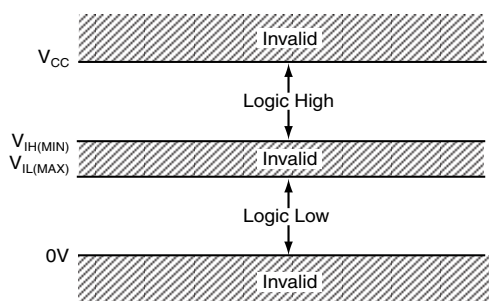 Invalid
VCC
Logic High
VIH(MIN)
Invalid
VIL(MAX)
Logic Low
0V
Invalid